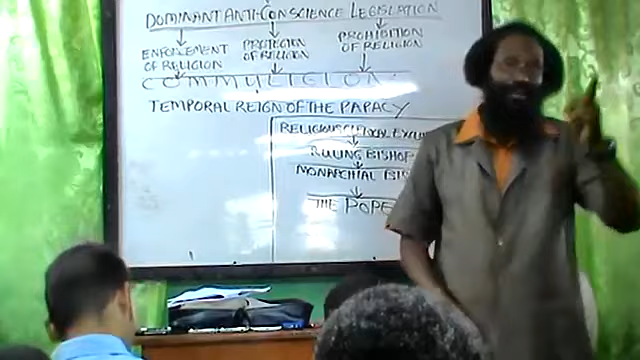 DOMINANT ANTI-CONSCIENCE LEGISLATION
ENFORCEMENT OF RELIGION
PROTECTION OF RELIGION
PROHIBITION OF RELIGION
TEMPORAL REIGN OF THE PAPACY
RULING BISHOP
MONARCHIAL
THE POPE